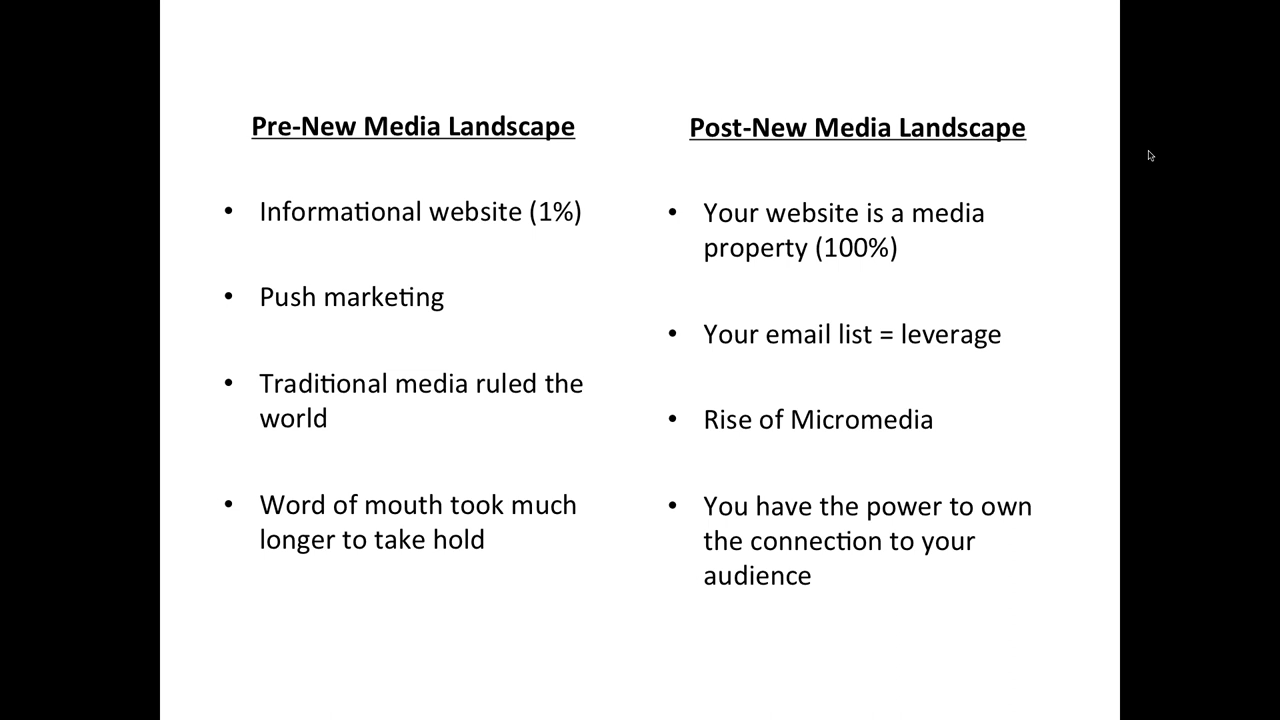 Pre-New Media Landscape
• Informational website (1%)
• Push marketing
• Traditional media ruled the
world
• Word of mouth took much
longer to take hold
Post-New Media Landscape
• Your website is a media
property (100%)
• Your email list = leverage
• Rise of Micromedia
• You have the power to own
the connection to your
audience